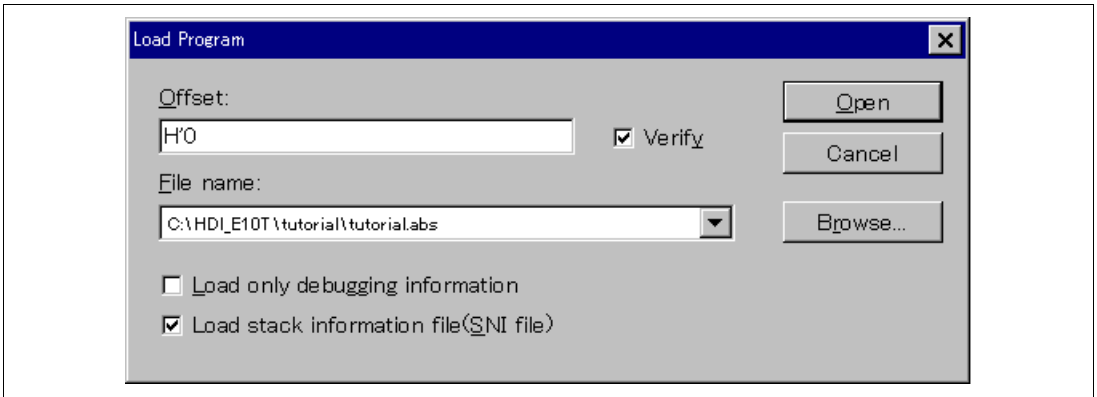 Load Program
Offset:
H'0
Verify
Open
Cancel
File name:
C:\HDI_E10T\tutorial\tutorial.abs
Browse...
Load only debugging information
Load stack information file(SNI file)